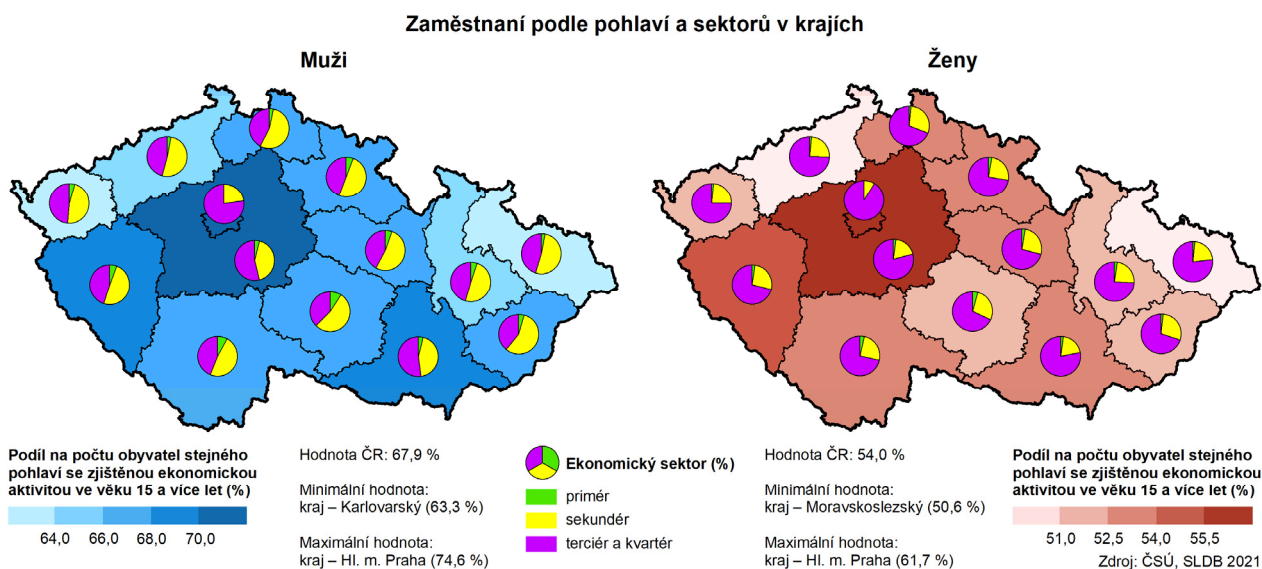 Zaměstnaní podle pohlaví a sektorů v krajích
Muži
Ženy
Podíl na počtu obyvatel stejného
pohlaví se zjištěnou ekonomickou
aktivitou ve věku 15 a více let (%)
64,0 66,0 68,0 70,0
Hodnota ČR: 67,9 %
Minimální hodnota:
kraj – Karlovarský (63,3 %)
Maximální hodnota:
kraj – Hl. m. Praha (74,6 %)
Ekonomický sektor (%)
primér
sekundér
terciér a kvartér
Hodnota ČR: 54,0 %
Minimální hodnota:
kraj – Moravskoslezský (50,6 %)
Maximální hodnota:
kraj – Hl. m. Praha (61,7 %)
Podíl na počtu obyvatel stejného
pohlaví se zjištěnou ekonomickou
aktivitou ve věku 15 a více let (%)
51,0 52,5 54,0 55,5
Zdroj: ČSÚ, SLDB 2021